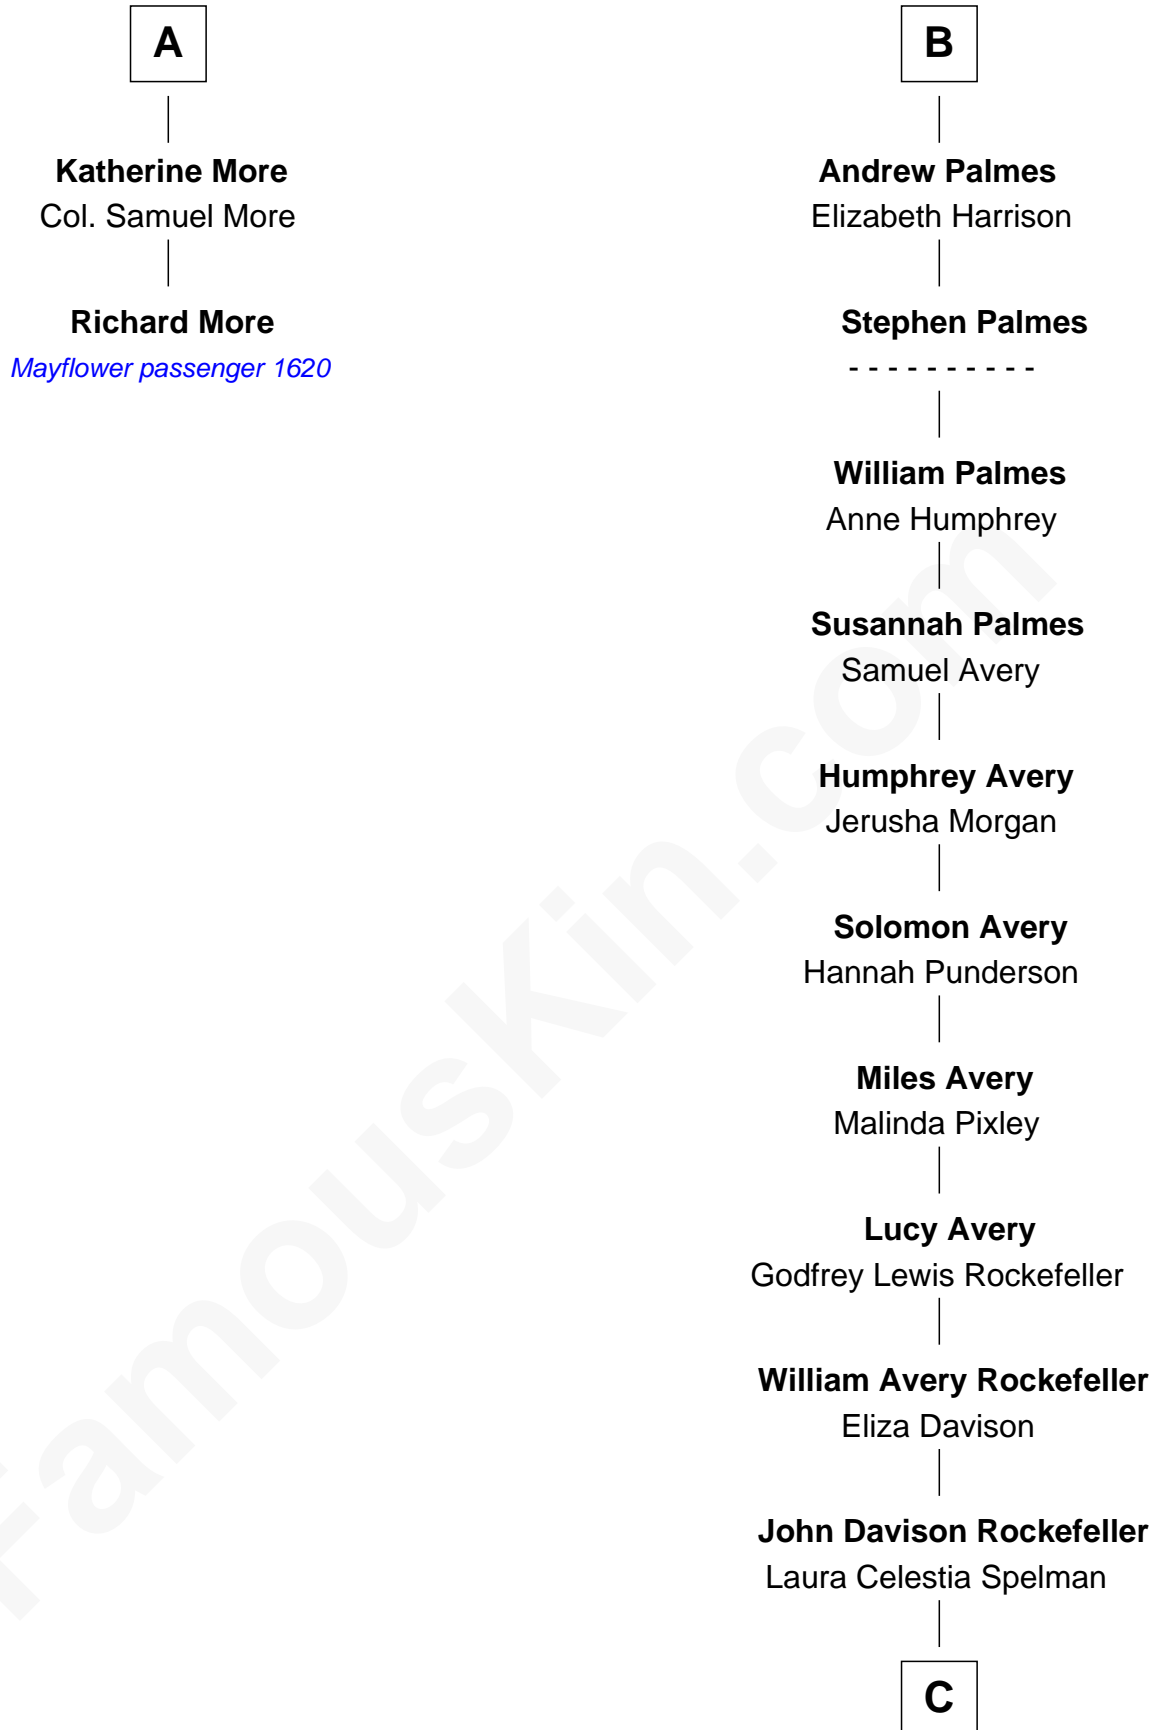 A
Katherine More
Col. Samuel More
Richard More
Mayflower passenger 1620
B
Andrew Palmes
Elizabeth Harrison
Stephen Palmes
- - - - - - - - - -
William Palmes
Anne Humphrey
Susannah Palmes
Samuel Avery
Humphrey Avery
Jerusha Morgan
Solomon Avery
Hannah Punderson
Miles Avery
Malinda Pixley
Lucy Avery
Godfrey Lewis Rockefeller
William Avery Rockefeller
Eliza Davison
John Davison Rockefeller
Laura Celestia Spelman
C
FamousKin.com